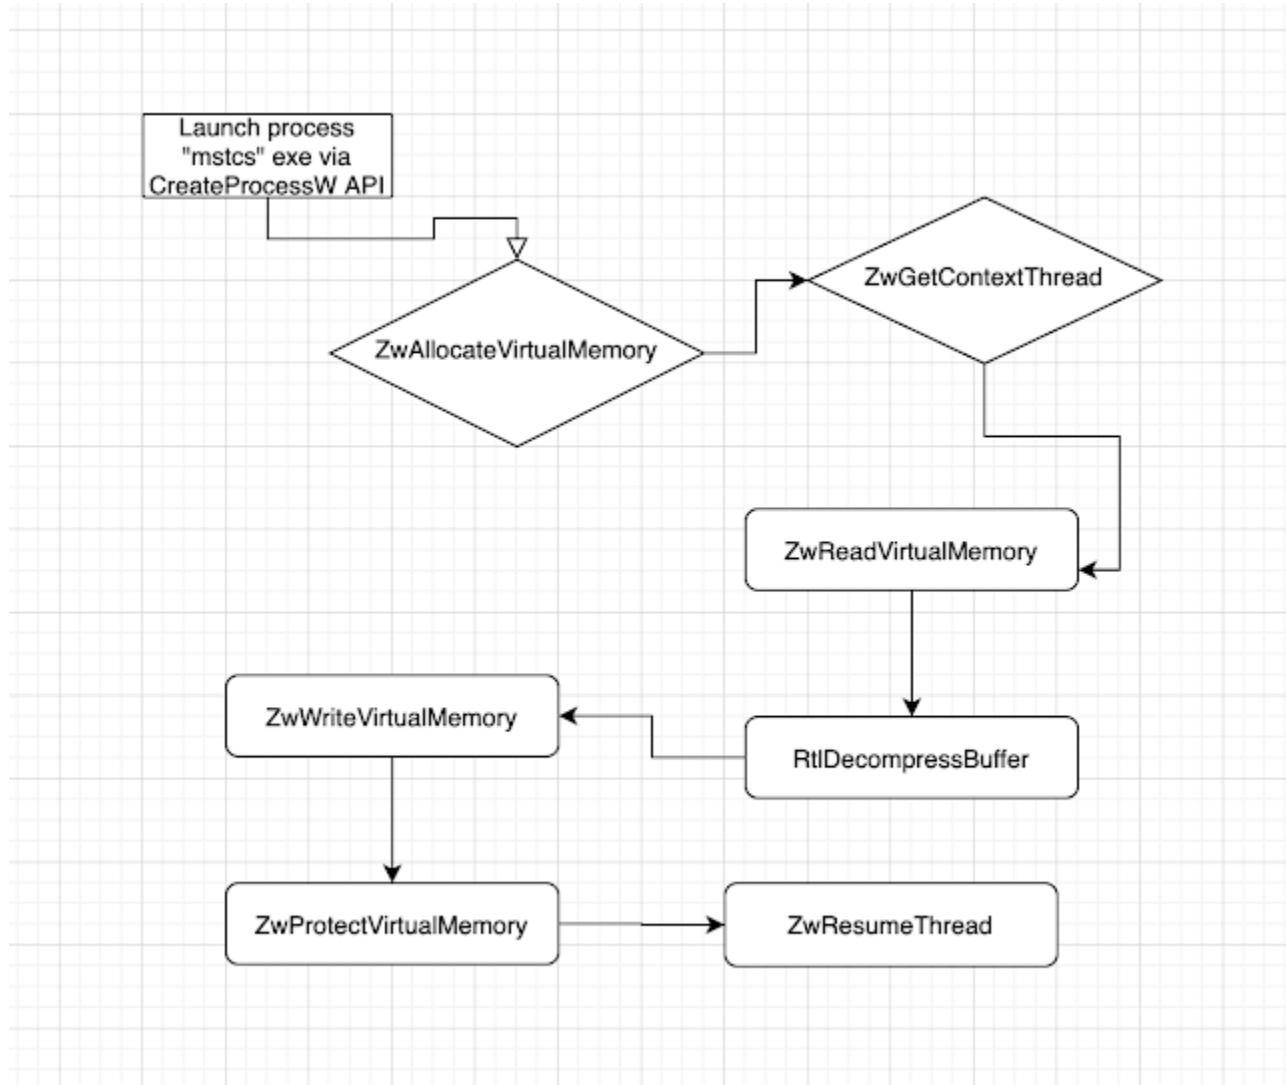 Launch process
"mstcs" exe via
CreateProcessW API
ZwAllocateVirtualMemory
ZwGetContextThread
ZwReadVirtualMemory
RtlDecompressBuffer
ZwWriteVirtualMemory
ZwProtectVirtualMemory
ZwResumeThread